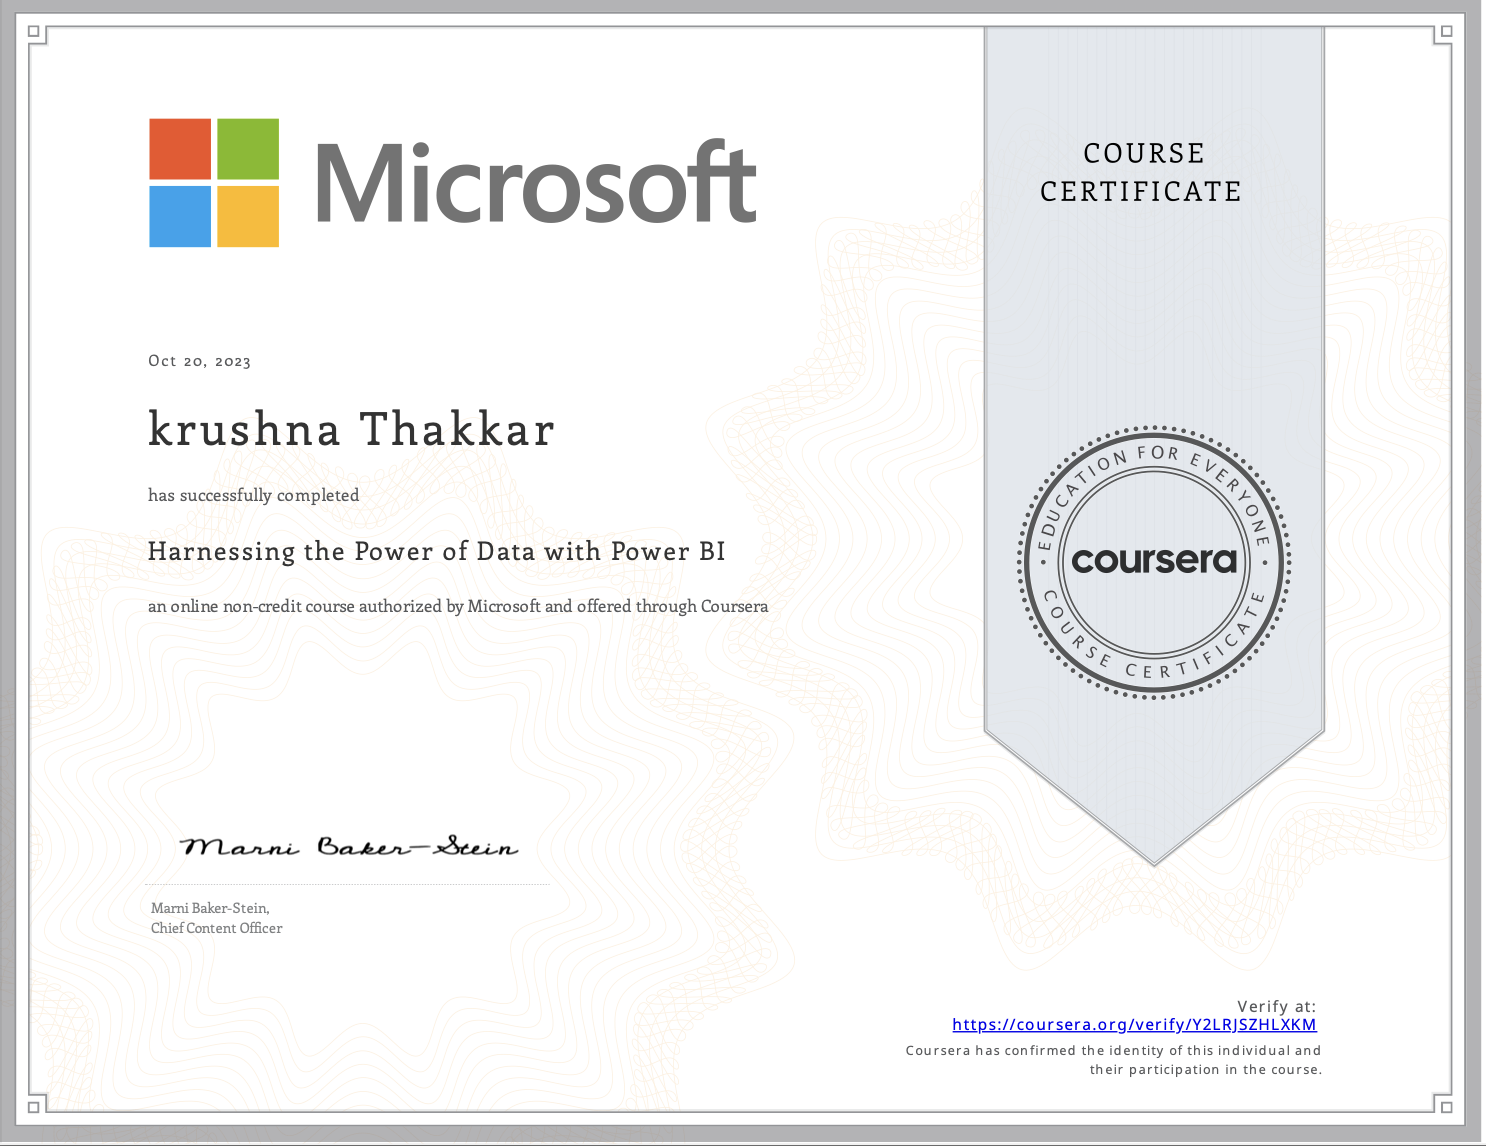 Microsoft
COURSE
CERTIFICATE
Oct 20, 2023
krushna Thakkar
has successfully completed
Harnessing the Power of Data with Power BI
an online non-credit course authorized by Microsoft and offered through Coursera
• EDUCATION FOR EVERYONE •
coursera
COURSE CERTIFICATE
Marni Baker-Stein
Marni Baker-Stein,
Chief Content Officer
Verify at:
https://coursera.org/verify/Y2LRJSZHLXKM
Coursera has confirmed the identity of this individual and
their participation in the course.